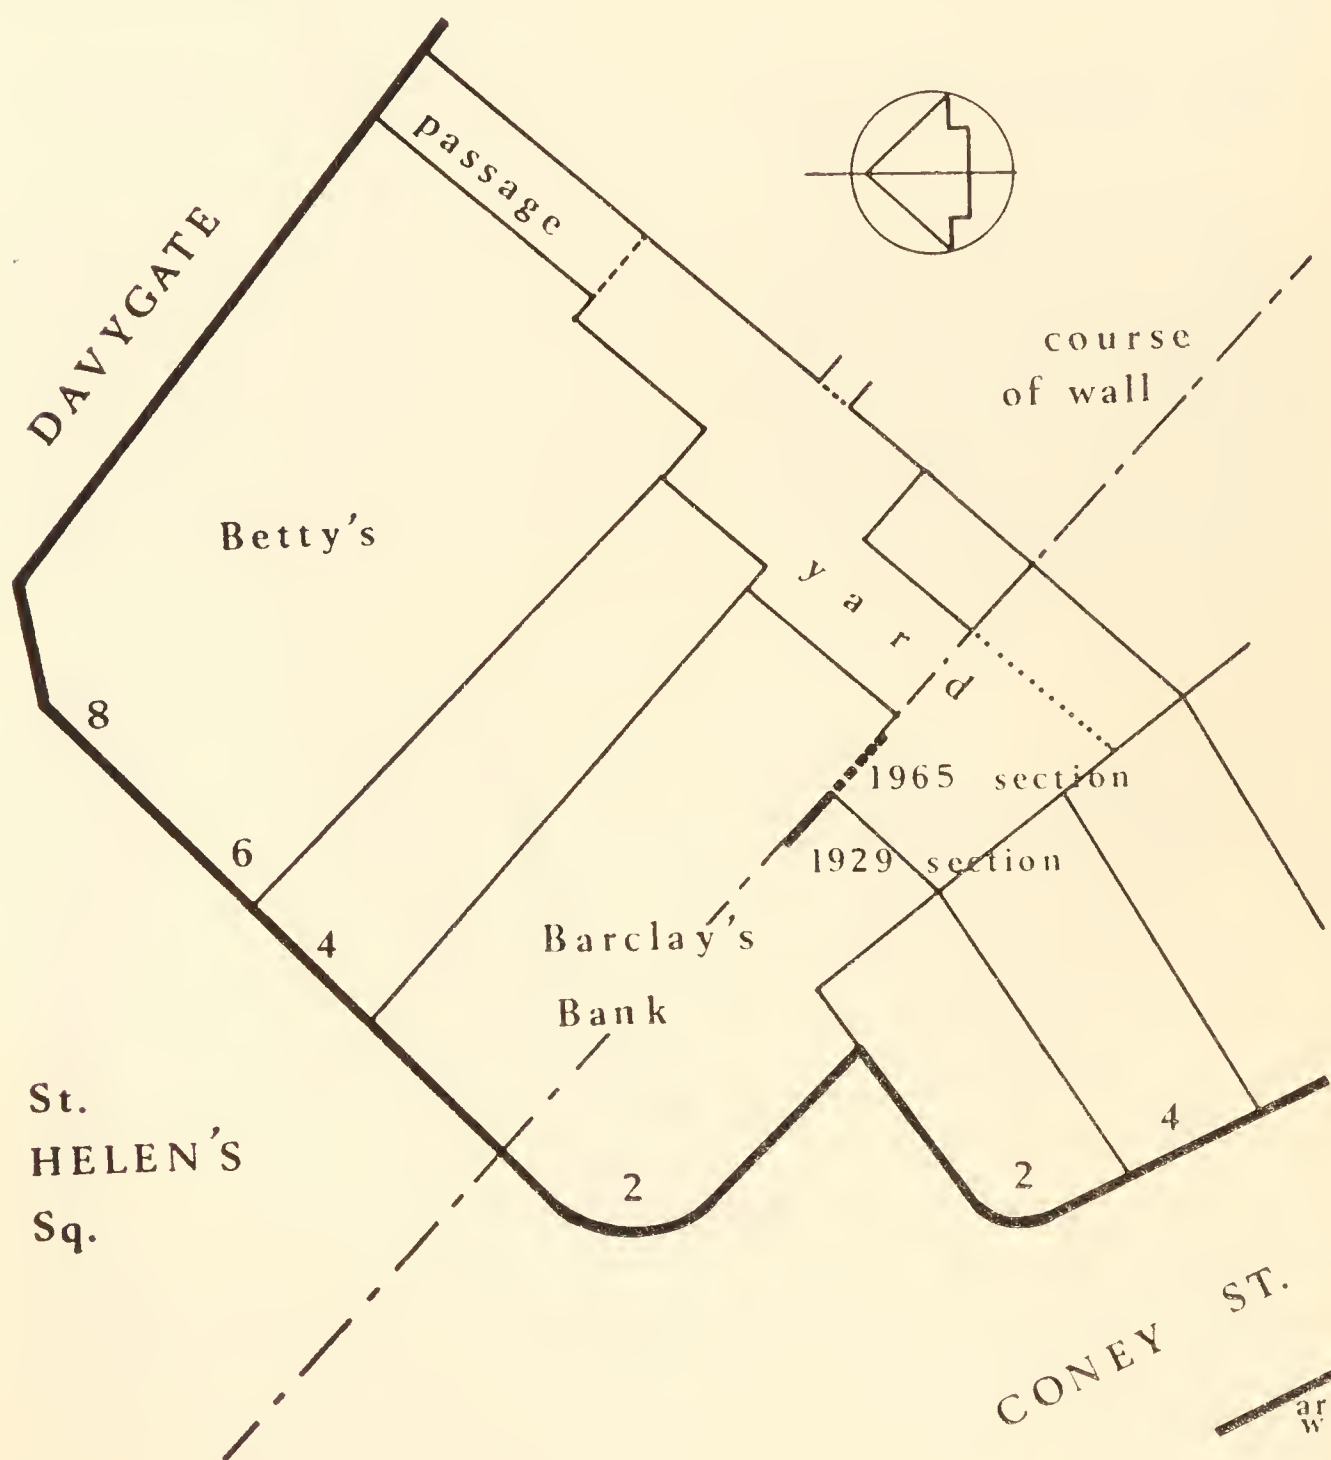 passage
DAVYGATE
course
of wall
Betty's
yard
8
1965 section
6
1929 section
4
Barclay's
Bank
St.
HELEN'S
Sq.
2
2
4
CONEY ST.